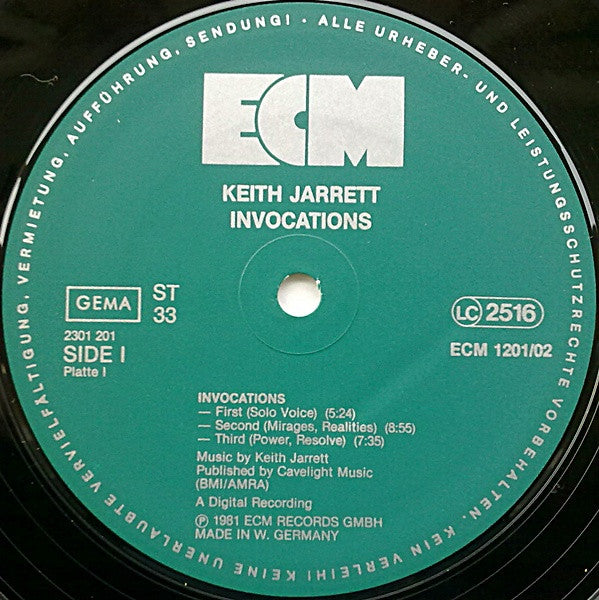 ALLE URHEBER- UND LEISTUNGSSCHUTZRECHTE VORBEHALTEN. KEIN VERLEIH! KEINE UNERLAUBTE VERVIELFÄLTIGUNG, VERMIETUNG, AUFFÜHRUNG, SENDUNG! ·
ECM
KEITH JARRETT
INVOCATIONS
GEMA
ST
33
LC 2516
2301 201
SIDE I
Platte I
ECM 1201/02
INVOCATIONS
— First (Solo Voice) (5:24)
— Second (Mirages, Realities) (8:55)
— Third (Power, Resolve) (7:35)
Music by Keith Jarrett
Published by Cavelight Music
(BMI/AMRA)
A Digital Recording
Ⓟ 1981 ECM RECORDS GMBH
MADE IN W. GERMANY